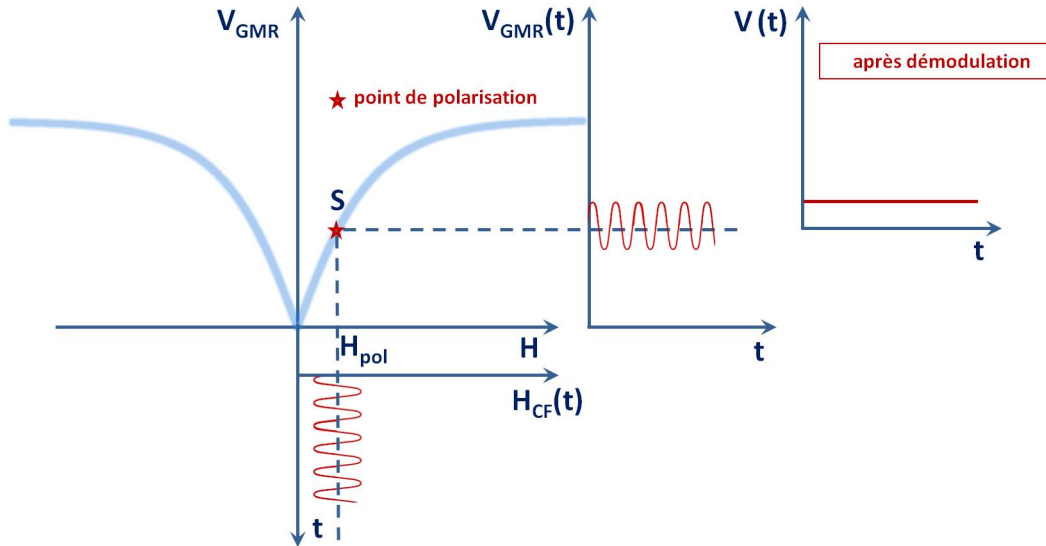 V_GMR
V_GMR(t)
V (t)
après démodulation
point de polarisation
S
t
H_pol
H
t
H_CF(t)
t